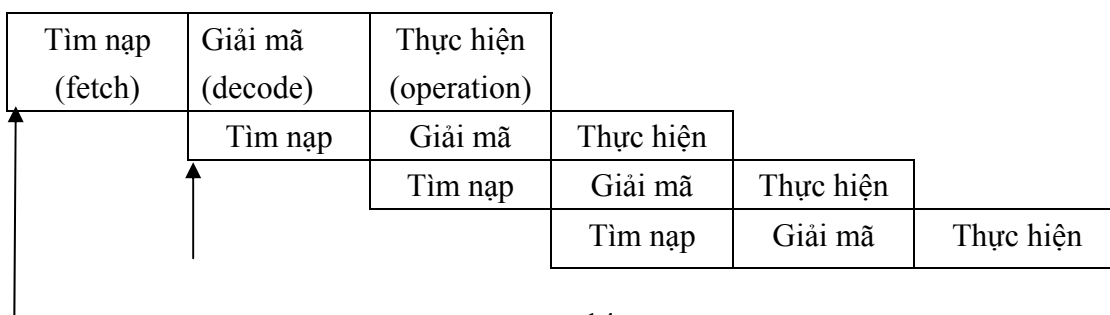 Tìm nạp Giải mã Thực hiện
(fetch) (decode) (operation)
Tìm nạp Giải mã Thực hiện
Tìm nạp Giải mã Thực hiện
Tìm nạp Giải mã Thực hiện